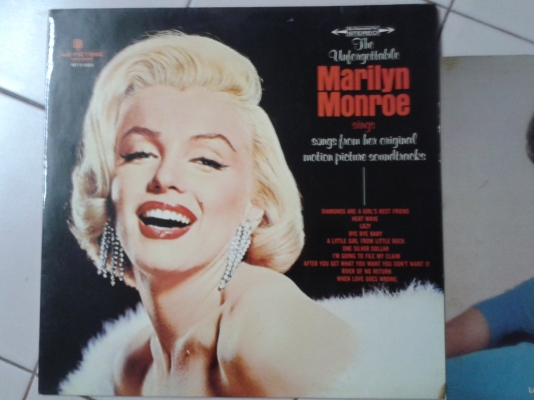 STEREO
The
Unforgettable
Marilyn
Monroe
sings
songs from her original
motion picture soundtracks
DIAMONDS ARE A GIRL'S BEST FRIEND
HEAT WAVE
LAZY
BYE BYE BABY
A LITTLE GIRL FROM LITTLE ROCK
ONE SILVER DOLLAR
I'M GOING TO FILE MY CLAIM
AFTER YOU GET WHAT YOU WANT YOU DON'T WANT IT
RIVER OF NO RETURN
WHEN LOVE GOES WRONG